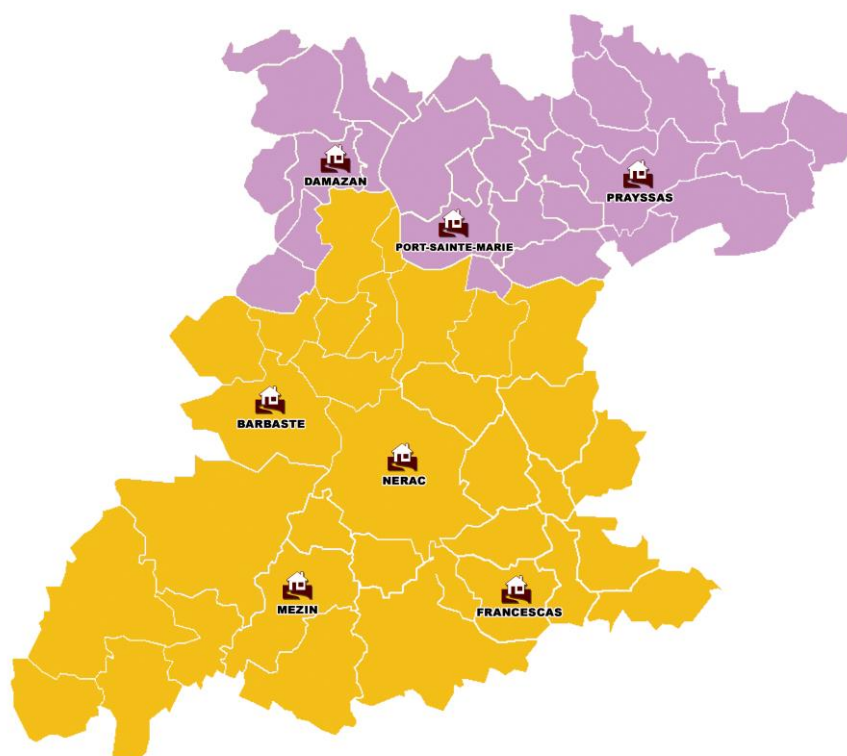 DAMAZAN
PRAYSSAS
PORT-SAINTE-MARIE
BARBASTE
NERAC
MEZIN
FRANCESCAS